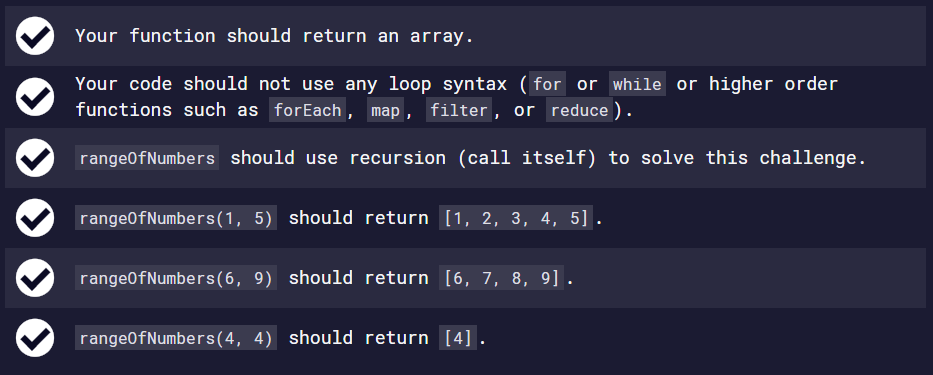 Your function should return an array.
Your code should not use any loop syntax (for or while or higher order
functions such as forEach, map, filter, or reduce).
rangeOfNumbers should use recursion (call itself) to solve this challenge.
rangeOfNumbers(1, 5) should return [1, 2, 3, 4, 5].
rangeOfNumbers(6, 9) should return [6, 7, 8, 9].
rangeOfNumbers(4, 4) should return [4].